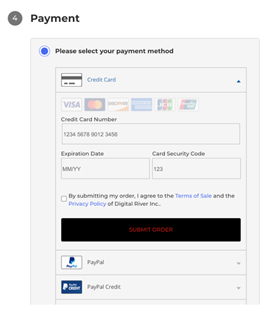 4 Payment
Please select your payment method
Credit Card
VISA DISCOVER JCB
Credit Card Number
1234 5678 9012 3456
Expiration Date Card Security Code
MM/YY 123
By submitting my order, I agree to the Terms of Sale and the
Privacy Policy of Digital River Inc..
SUBMIT ORDER
PayPal PayPal
PayPal CREDIT PayPal Credit